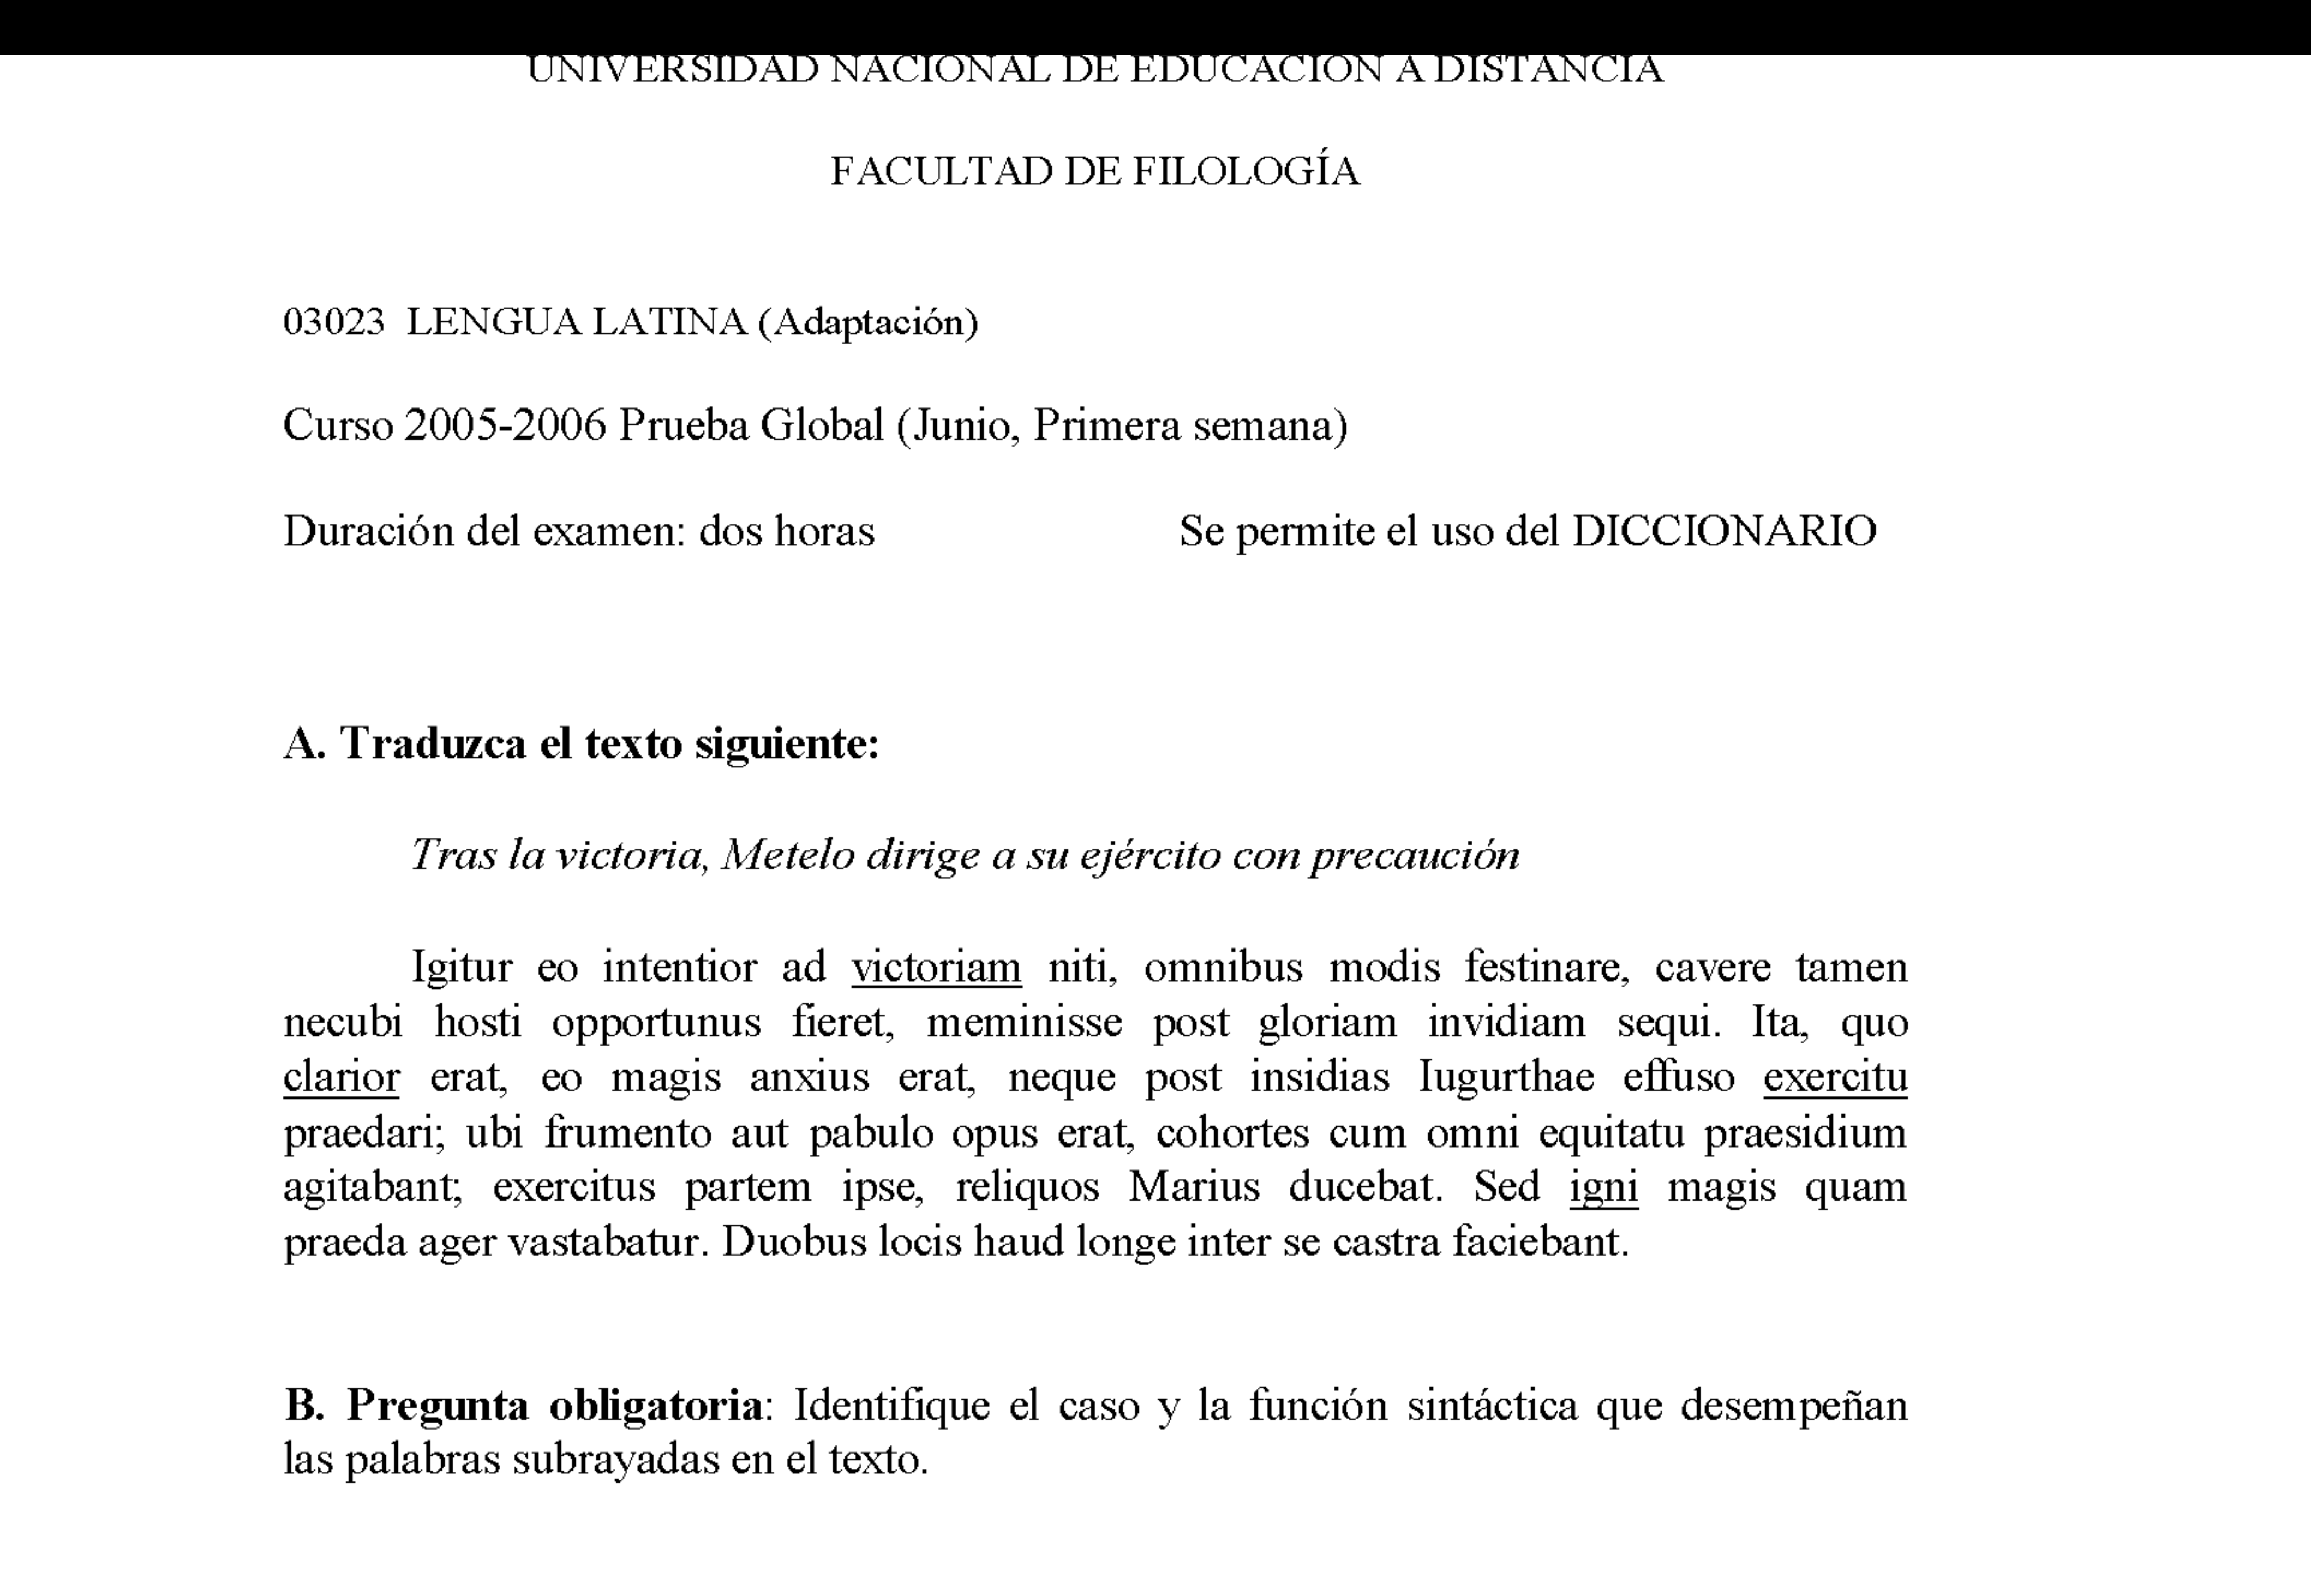 UNIVERSIDAD NACIONAL DE EDUCACIÓN A DISTANCIA
FACULTAD DE FILOLOGÍA
03023 LENGUA LATINA (Adaptación)
Curso 2005-2006 Prueba Global (Junio, Primera semana)
Duración del examen: dos horas Se permite el uso del DICCIONARIO
A. Traduzca el texto siguiente:
Tras la victoria, Metelo dirige a su ejército con precaución
Igitur eo intentior ad victoriam niti, omnibus modis festinare, cavere tamen
necubi hosti opportunus fieret, meminisse post gloriam invidiam sequi. Ita, quo
clarior erat, eo magis anxius erat, neque post insidias Iugurthae effuso exercitu
praedari; ubi frumento aut pabulo opus erat, cohortes cum omni equitatu praesidium
agitabant; exercitus partem ipse, reliquos Marius ducebat. Sed igni magis quam
praeda ager vastabatur. Duobus locis haud longe inter se castra faciebant.
B. Pregunta obligatoria: Identifique el caso y la función sintáctica que desempeñan
las palabras subrayadas en el texto.